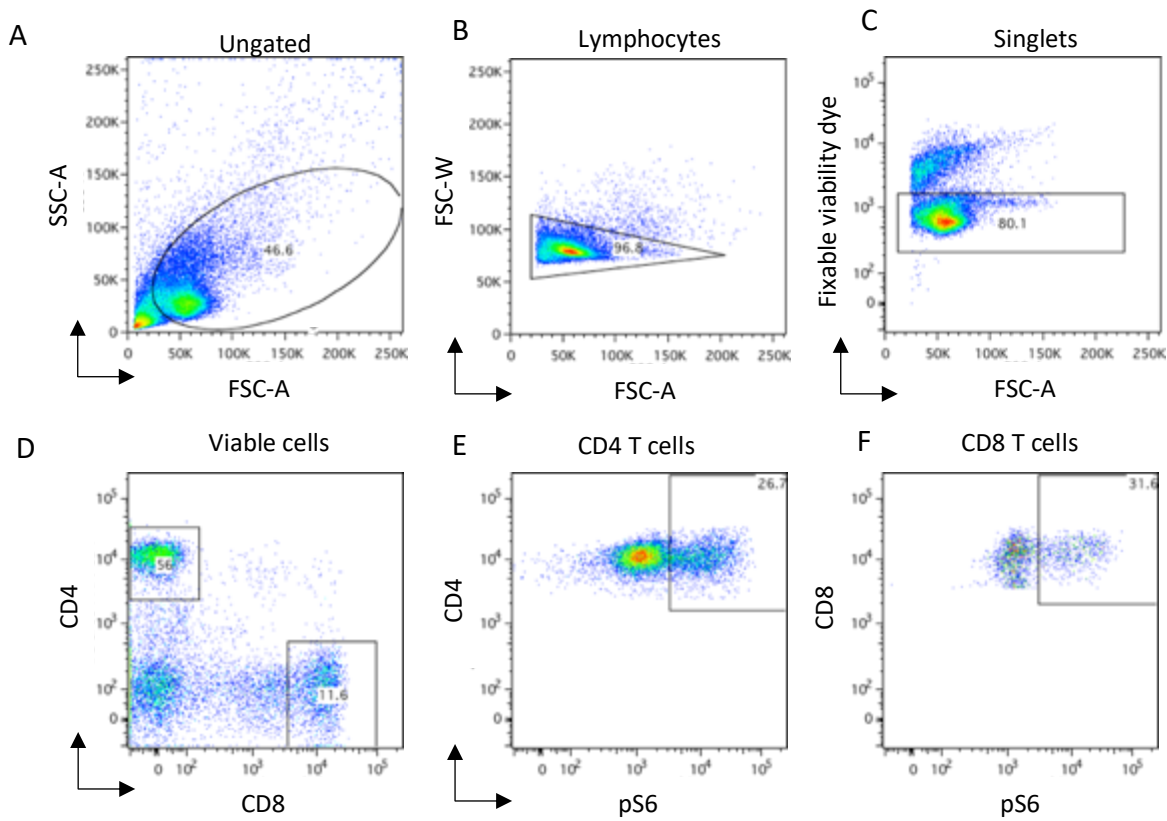 A
Ungated
SSC-A
250K
200K
150K
100K
50K
0
46.6
0 50K 100K 150K 200K 250K
FSC-A
B
Lymphocytes
FSC-W
250K
200K
150K
100K
50K
0
96.8
0 50K 100K 150K 200K 250K
FSC-A
C
Singlets
Fixable viability dye
10^5
10^4
10^3
10^2
0
80.1
0 50K 100K 150K 200K 250K
FSC-A
D
Viable cells
CD4
10^5
10^4
10^3
10^2
0
56
11.6
0 10^2 10^3 10^4 10^5
CD8
E
CD4 T cells
CD4
10^5
10^4
10^3
10^2
0
26.7
0 10^2 10^3 10^4 10^5
pS6
F
CD8 T cells
CD8
10^5
10^4
10^3
10^2
0
31.6
0 10^2 10^3 10^4 10^5
pS6